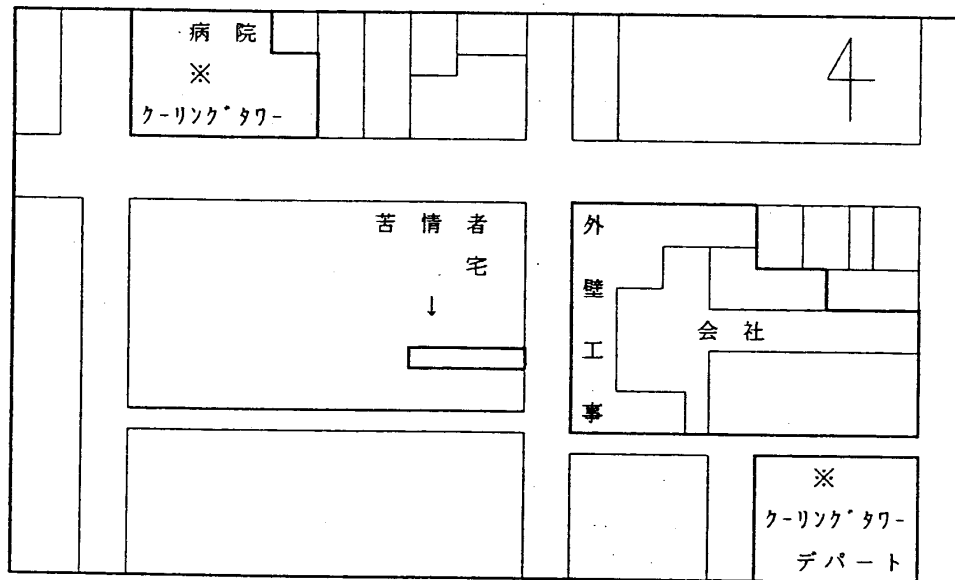 病院
※
クーリングタワー
苦情者
宅
↓
外壁工事
会社
※
クーリングタワー
デパート